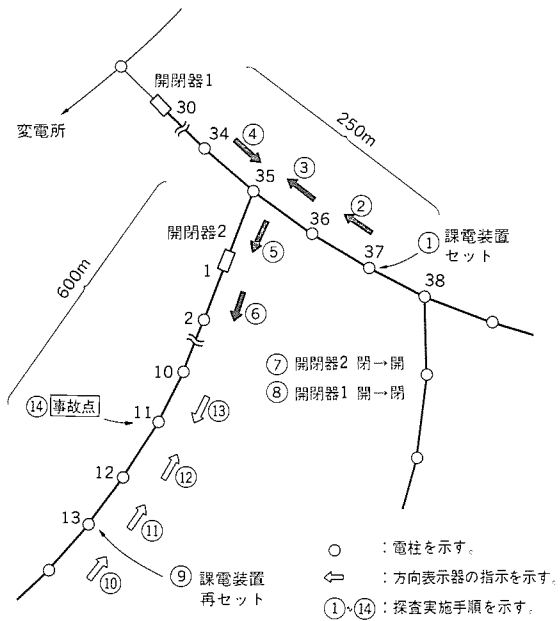 開閉器1
30
変電所
34
④
250m
③
35
②
36
①
課電装置
セット
開閉器2
⑤
37
600m
1
38
⑥
2
⑦ 開閉器2 閉→開
⑧ 開閉器1 開→閉
10
⑬
⑭ 事故点
11
⑫
12
⑪
13
⑩
⑨ 課電装置
再セット
○ :電柱を示す。
⇦ :方向表示器の指示を示す。
①~⑭:探査実施手順を示す。